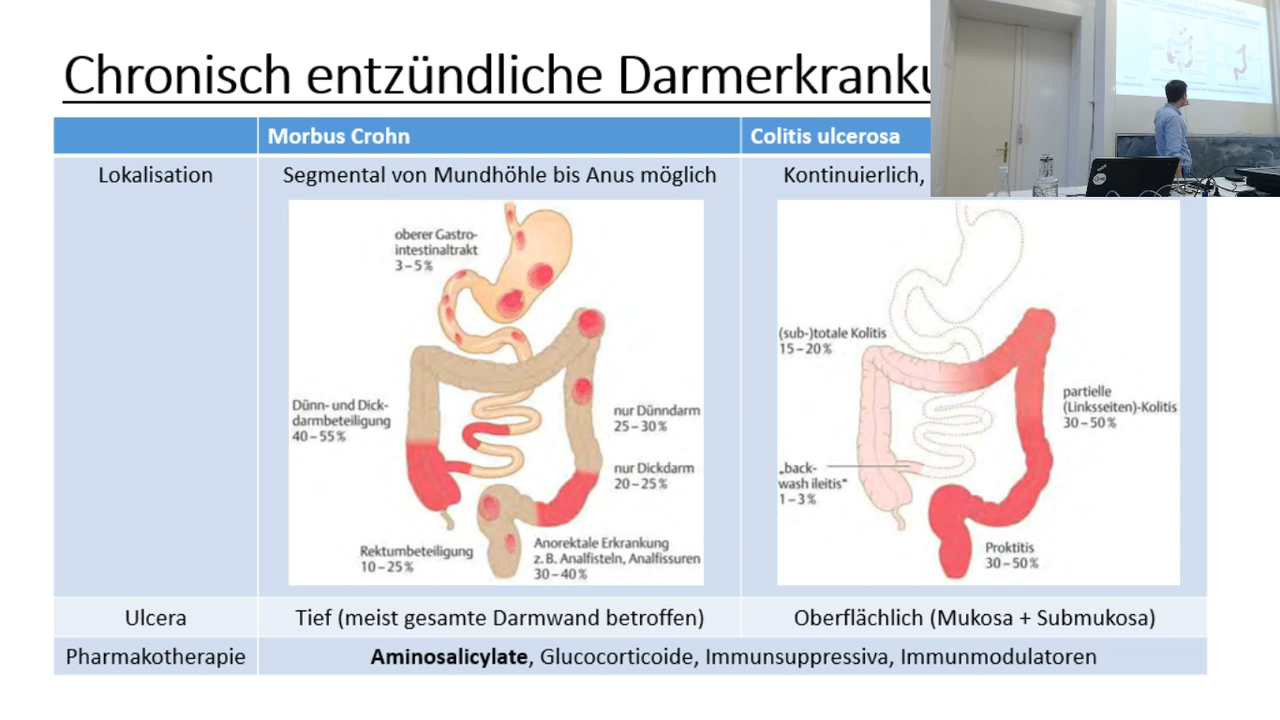 Chronisch entzündliche
Morbus Crohn
Colitis ulcerosa
Lokalisation
Segmental von Mundhöhle bis Anus möglich
Kontinuierlich,
oberer Gastro-
intestinaltrakt
3–5%
Dünn- und Dick-
darmbeteiligung
40–55%
nur Dünndarm
25–30%
nur Dickdarm
20–25%
Rektumbeteiligung
10–25%
Anorektale Erkrankung
z.B. Analfisteln, Analfissuren
30–40%
(sub-)totale Kolitis
15–20%
partielle
(Linksseiten)-Kolitis
30–50%
„back-
wash ileitis“
1–3%
Proktitis
30–50%
Ulcera
Tief (meist gesamte Darmwand betroffen)
Oberflächlich (Mukosa + Submukosa)
Pharmakotherapie
Aminosalicylate, Glucocorticoide, Immunsuppressiva, Immunmodulatoren